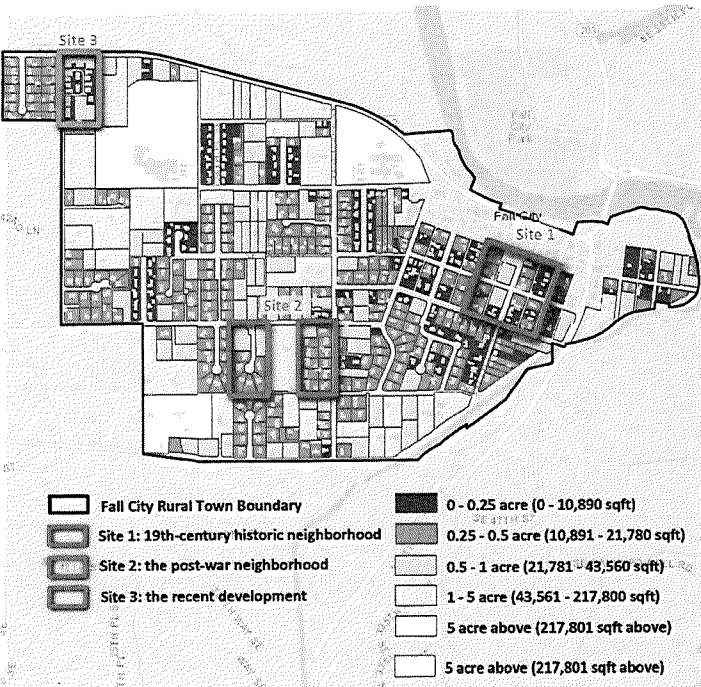 Site 3
203
Fall
City
Park
Fall City
Site 1
Site 2
Fall City Rural Town Boundary
Site 1: 19th-century historic neighborhood
Site 2: the post-war neighborhood
Site 3: the recent development
0 - 0.25 acre (0 - 10,890 sqft)
SE 47TH ST
0.25 - 0.5 acre (10,891 - 21,780 sqft)
0.5 - 1 acre (21,781 - 43,560 sqft)
1 - 5 acre (43,561 - 217,800 sqft)
5 acre above (217,801 sqft above)
5 acre above (217,801 sqft above)